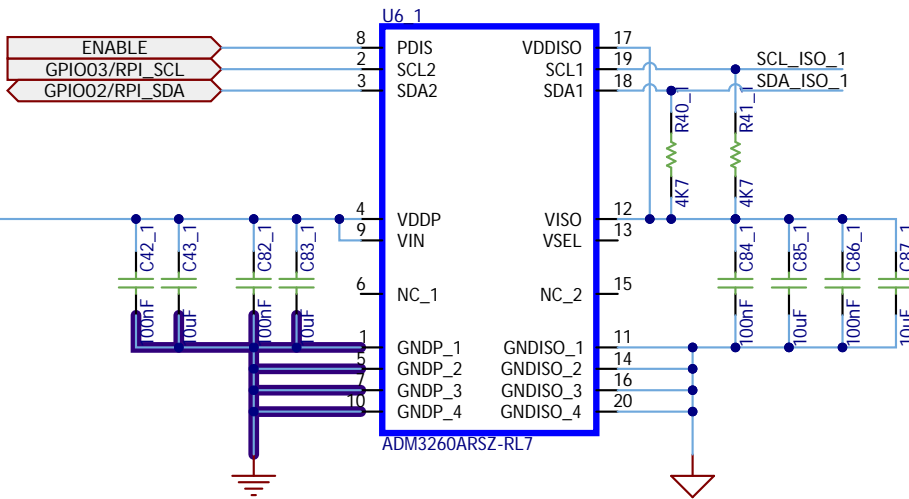 U6_1
ENABLE
8
PDIS
VDDISO
17
GPIO03/RPI_SCL
2
SCL2
SCL1
19
SCL_ISO_1
GPIO02/RPI_SDA
3
SDA2
SDA1
18
SDA_ISO_1
R40_1
R41_1
4K7
4K7
4
VDDP
VISO
12
9
VIN
VSEL
13
C42_1
C43_1
C82_1
C83_1
C84_1
C85_1
C86_1
C87_1
6
NC_1
NC_2
15
100nF
10uF
100nF
10uF
100nF
10uF
100nF
10uF
1
GNDP_1
GNDISO_1
11
5
GNDP_2
GNDISO_2
14
7
GNDP_3
GNDISO_3
16
10
GNDP_4
GNDISO_4
20
ADM3260ARSZ-RL7